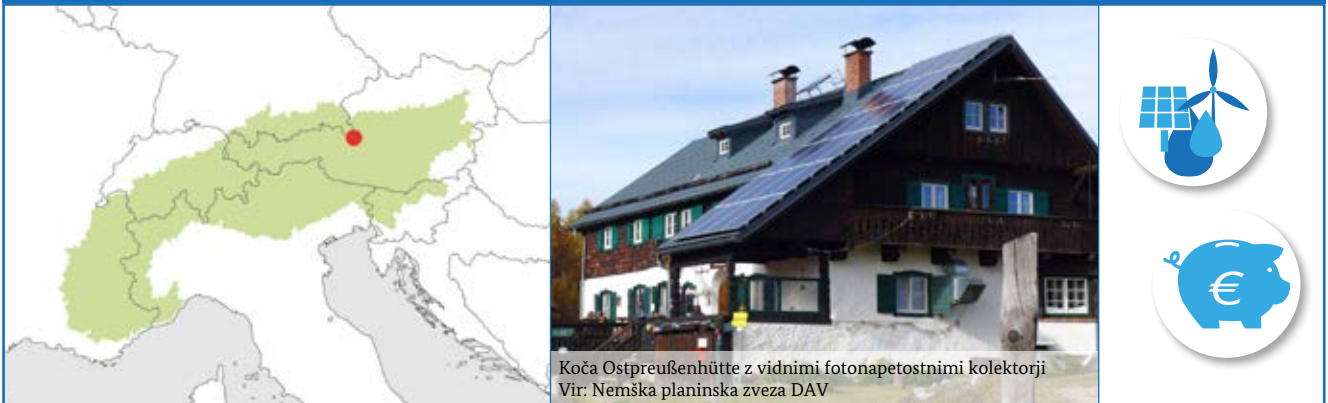 Koča Ostpreußenhütte z vidnimi fotonapetostnimi kolektorji
Vir: Nemška planinska zveza DAV
€